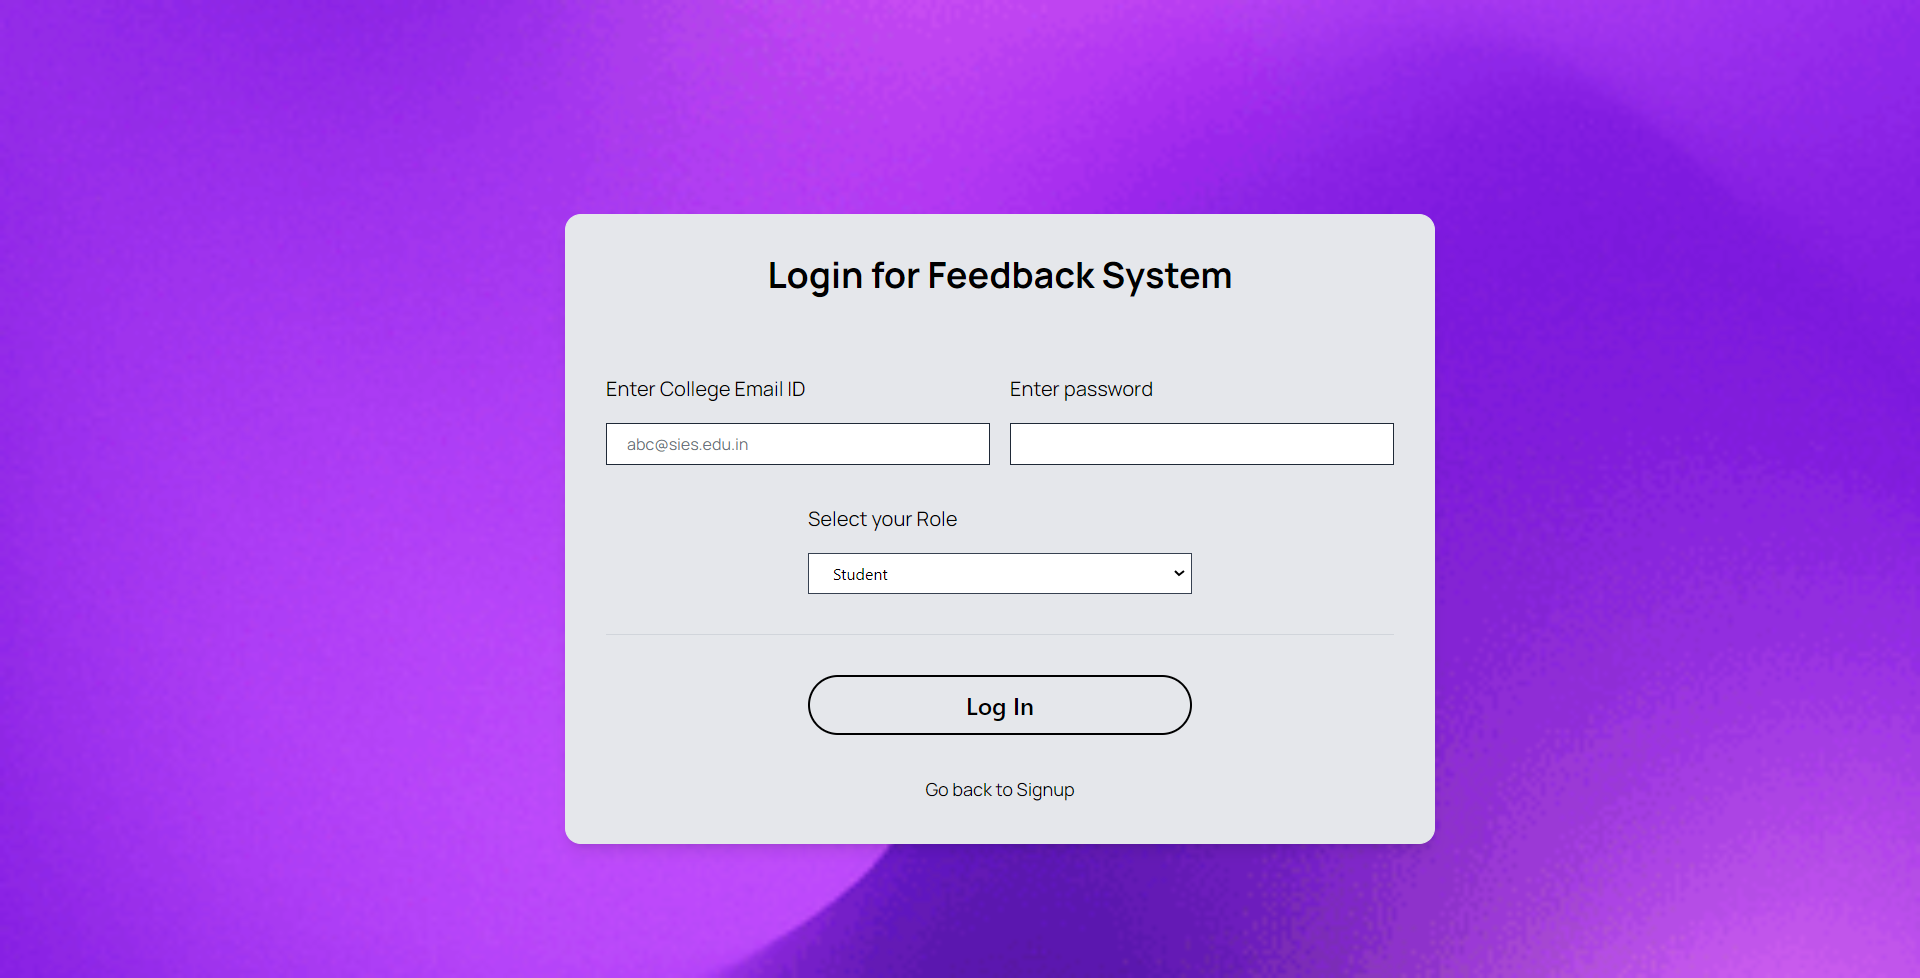 Login for Feedback System
Enter College Email ID
Enter password
abc@sies.edu.in
Select your Role
Student
Log In
Go back to Signup